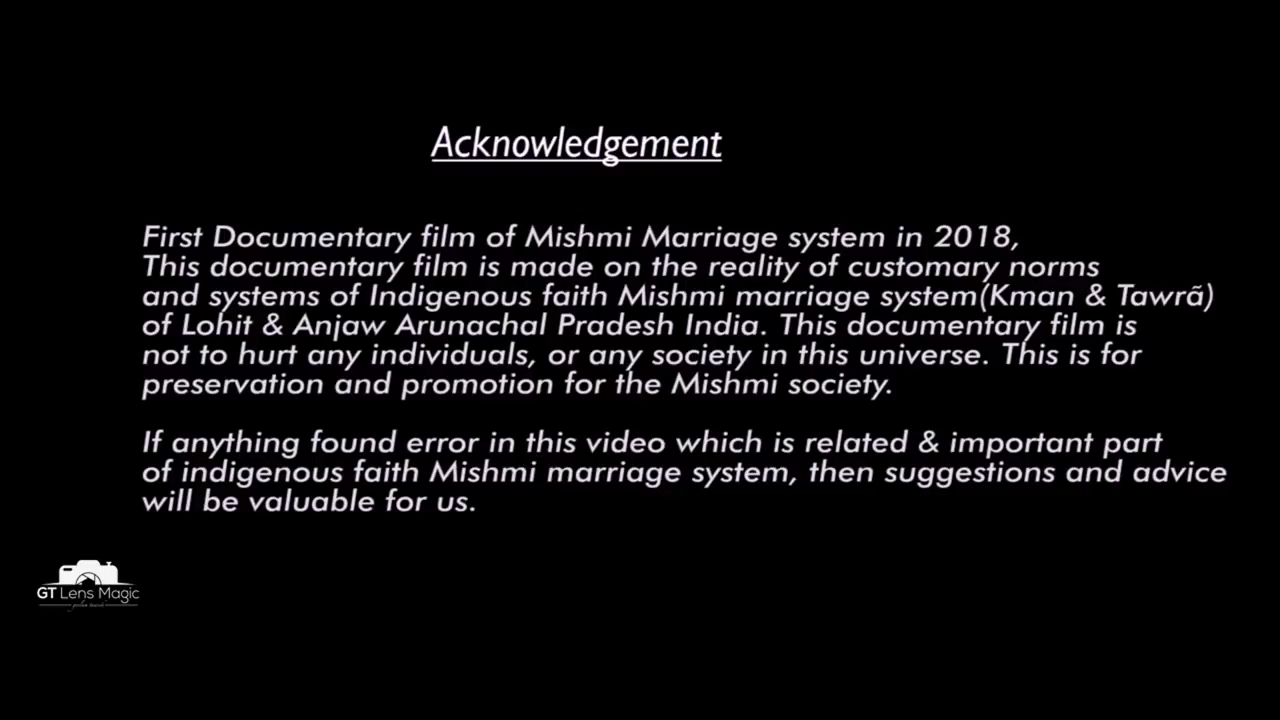 Acknowledgement
First Documentary film of Mishmi Marriage system in 2018,
This documentary film is made on the reality of customary norms
and systems of Indigenous faith Mishmi marriage system(Kman & Tawrã)
of Lohit & Anjaw Arunachal Pradesh India. This documentary film is
not to hurt any individuals, or any society in this universe. This is for
preservation and promotion for the Mishmi society.
If anything found error in this video which is related & important part
of indigenous faith Mishmi marriage system, then suggestions and advice
will be valuable for us.
GT Lens Magic